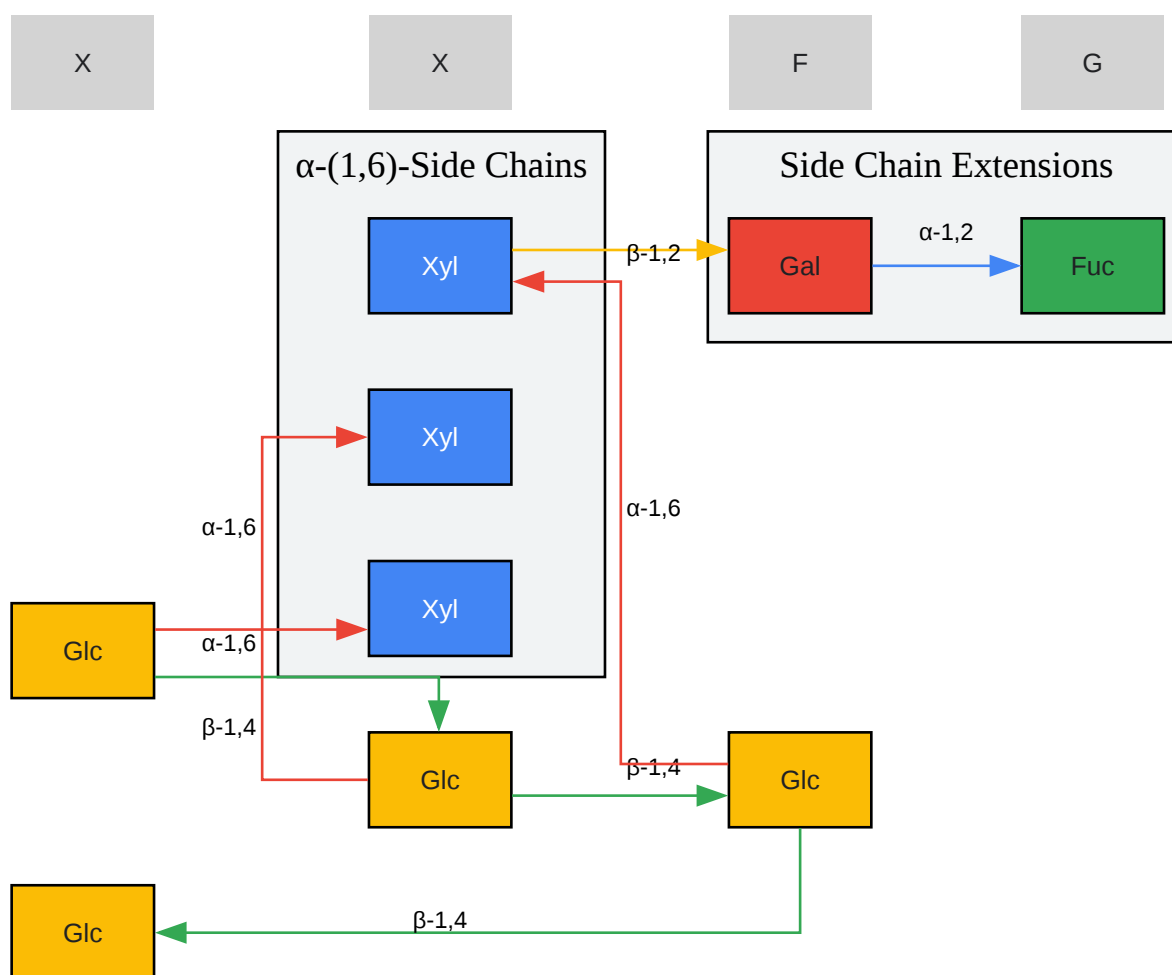 X
X
F
G
α-(1,6)-Side Chains
Side Chain Extensions
Xyl
β-1,2
Gal
α-1,2
Fuc
Xyl
α-1,6
α-1,6
Xyl
Glc
α-1,6
β-1,4
Glc
β-1,4
Glc
Glc
β-1,4